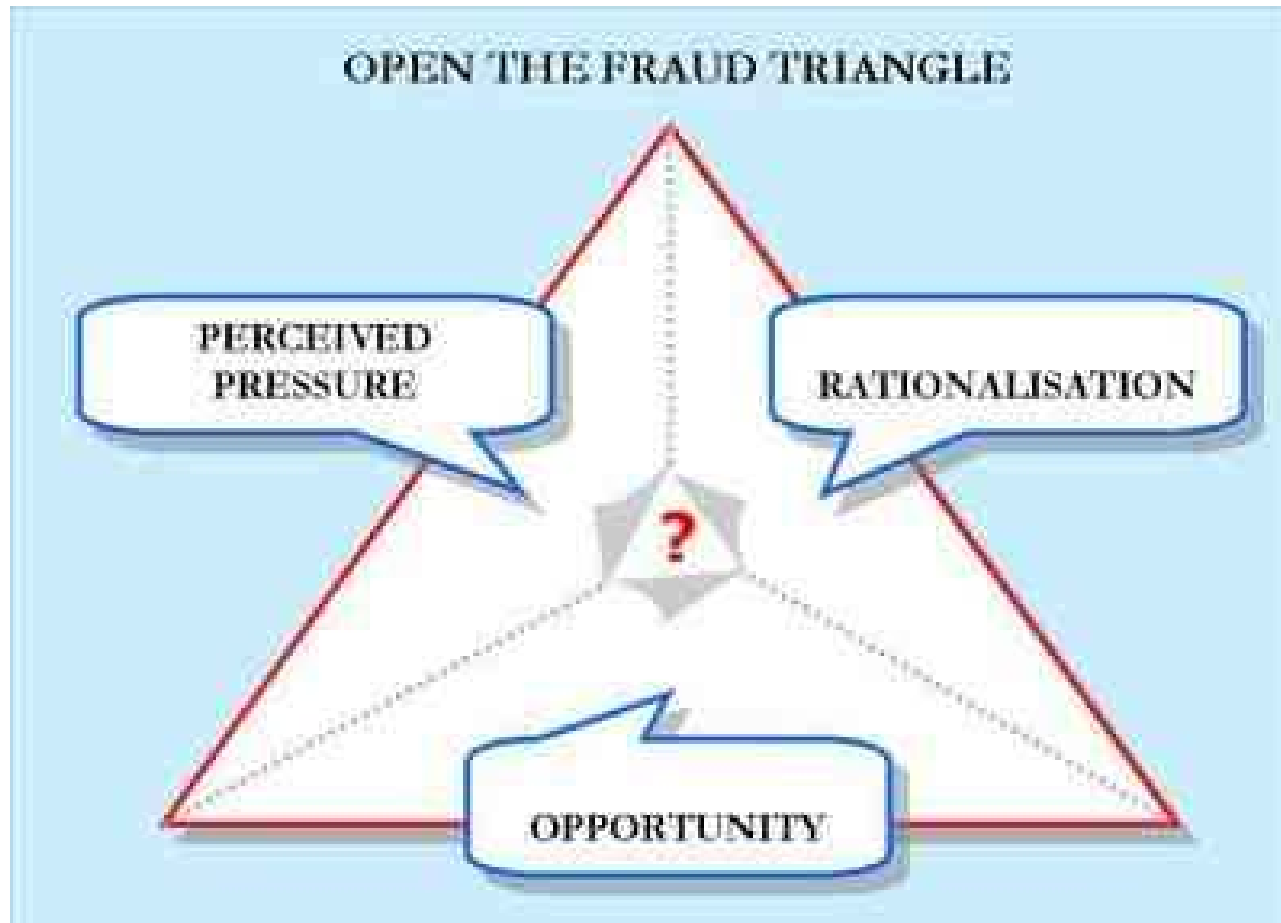 OPEN THE FRAUD TRIANGLE
PERCEIVED
PRESSURE
RATIONALISATION
?
OPPORTUNITY